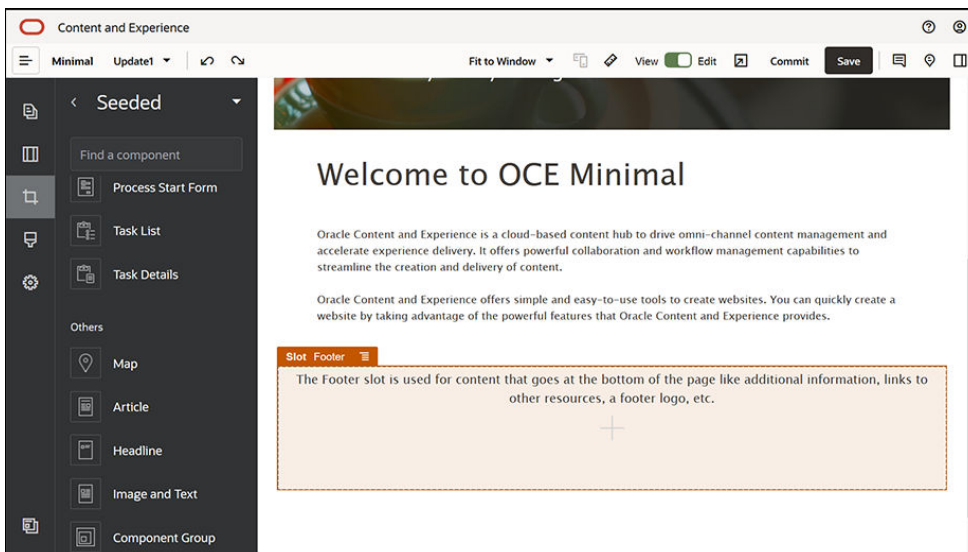 Content and Experience
Minimal Update1 Fit to Window View Edit Commit Save
Seeded
Find a component
Process Start Form
Task List
Task Details
Others
Map
Article
Headline
Image and Text
Component Group
Welcome to OCE Minimal
Oracle Content and Experience is a cloud-based content hub to drive omni-channel content management and
accelerate experience delivery. It offers powerful collaboration and workflow management capabilities to
streamline the creation and delivery of content.
Oracle Content and Experience offers simple and easy-to-use tools to create websites. You can quickly create a
website by taking advantage of the powerful features that Oracle Content and Experience provides.
Slot Footer
The Footer slot is used for content that goes at the bottom of the page like additional information, links to
other resources, a footer logo, etc.